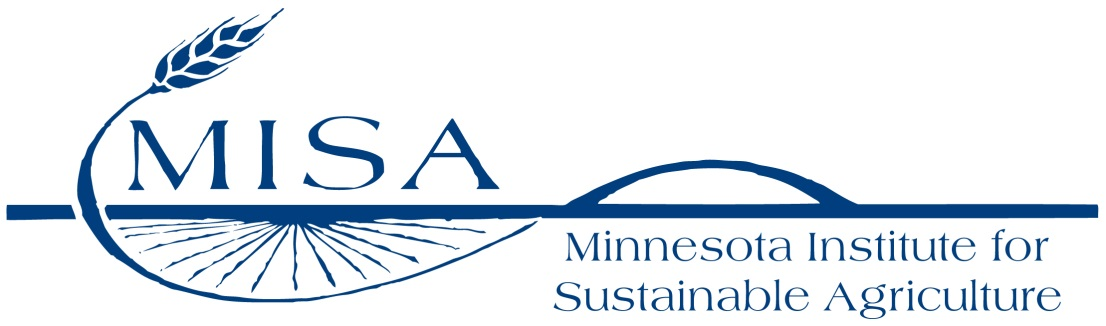 MISA
Minnesota Institute for
Sustainable Agriculture